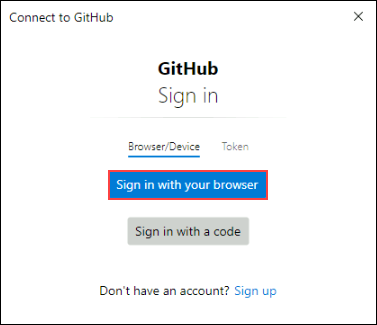 Connect to GitHub
GitHub
Sign in
Browser/Device Token
Sign in with your browser
Sign in with a code
Don't have an account? Sign up